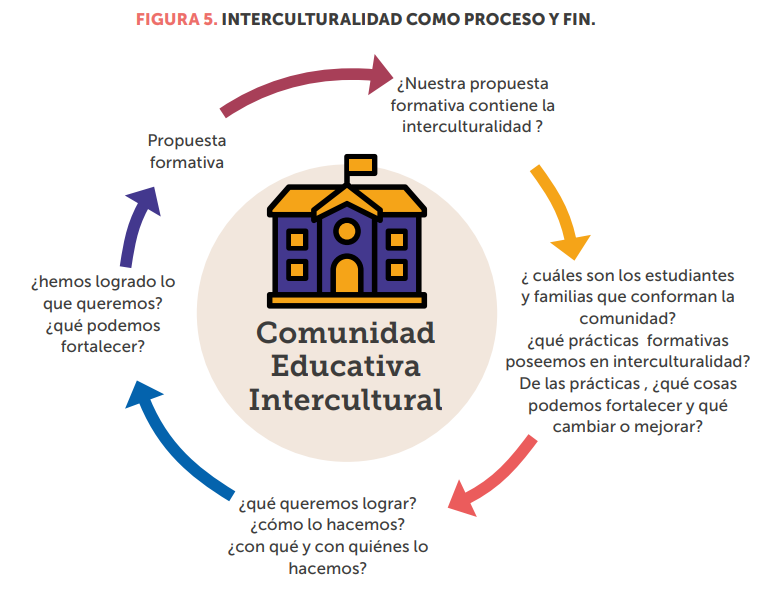 FIGURA 5. INTERCULTURALIDAD COMO PROCESO Y FIN.
¿Nuestra propuesta
formativa contiene la
interculturalidad ?
Propuesta
formativa
¿ cuáles son los estudiantes
y familias que conforman la
comunidad?
¿qué prácticas formativas
poseemos en interculturalidad?
De las prácticas , ¿qué cosas
podemos fortalecer y qué
cambiar o mejorar?
¿hemos logrado lo
que queremos?
¿qué podemos
fortalecer?
Comunidad
Educativa
Intercultural
¿qué queremos lograr?
¿cómo lo hacemos?
¿con qué y con quiénes lo
hacemos?